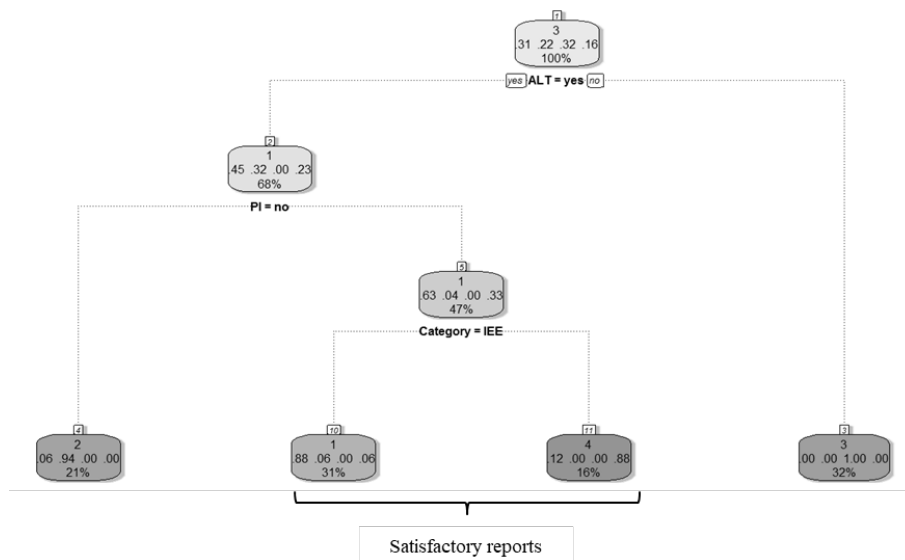 1
3
.31 .22 .32 .16
100%
yes ALT = yes no
2
1
.45 .32 .00 .23
68%
PI = no
5
1
.63 .04 .00 .33
47%
Category = IEE
4
2
.06 .94 .00 .00
21%
10
1
.88 .06 .00 .06
31%
11
4
.12 .00 .00 .88
16%
3
3
.00 .00 1.00 .00
32%
Satisfactory reports